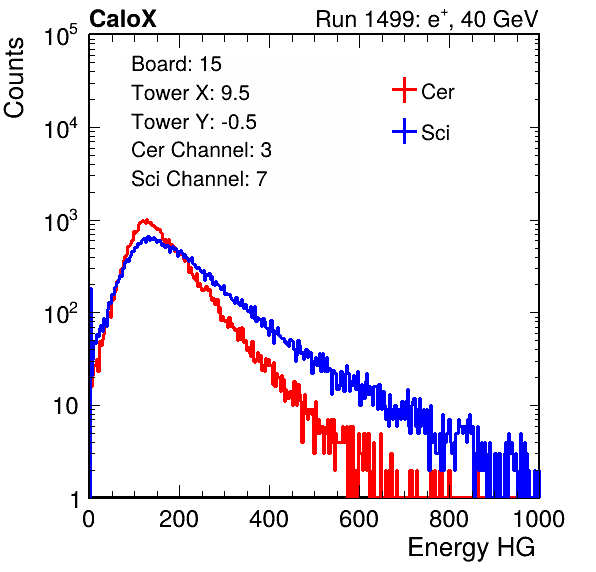 CaloX Run 1499: e⁺, 40 GeV
Counts
10⁵
10⁴
10³
10²
10
1
Board: 15
Tower X: 9.5
Tower Y: -0.5
Cer Channel: 3
Sci Channel: 7
Cer
Sci
0 200 400 600 800 1000
Energy HG